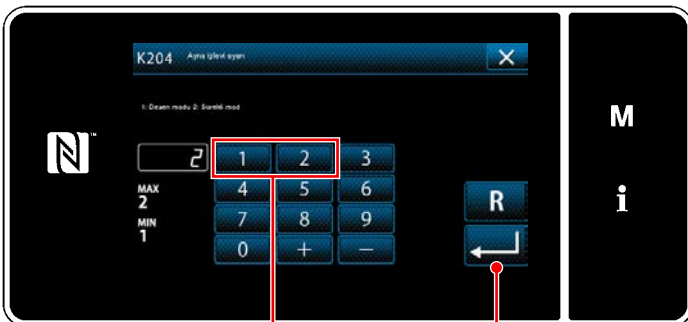 K204 Ayna işlevi ayarı
1: Desen modu 2: Sürekli mod
2
1 2 3
MAX
2
4 5 6
MIN
1
7 8 9
0 + −
R
M
i
N™